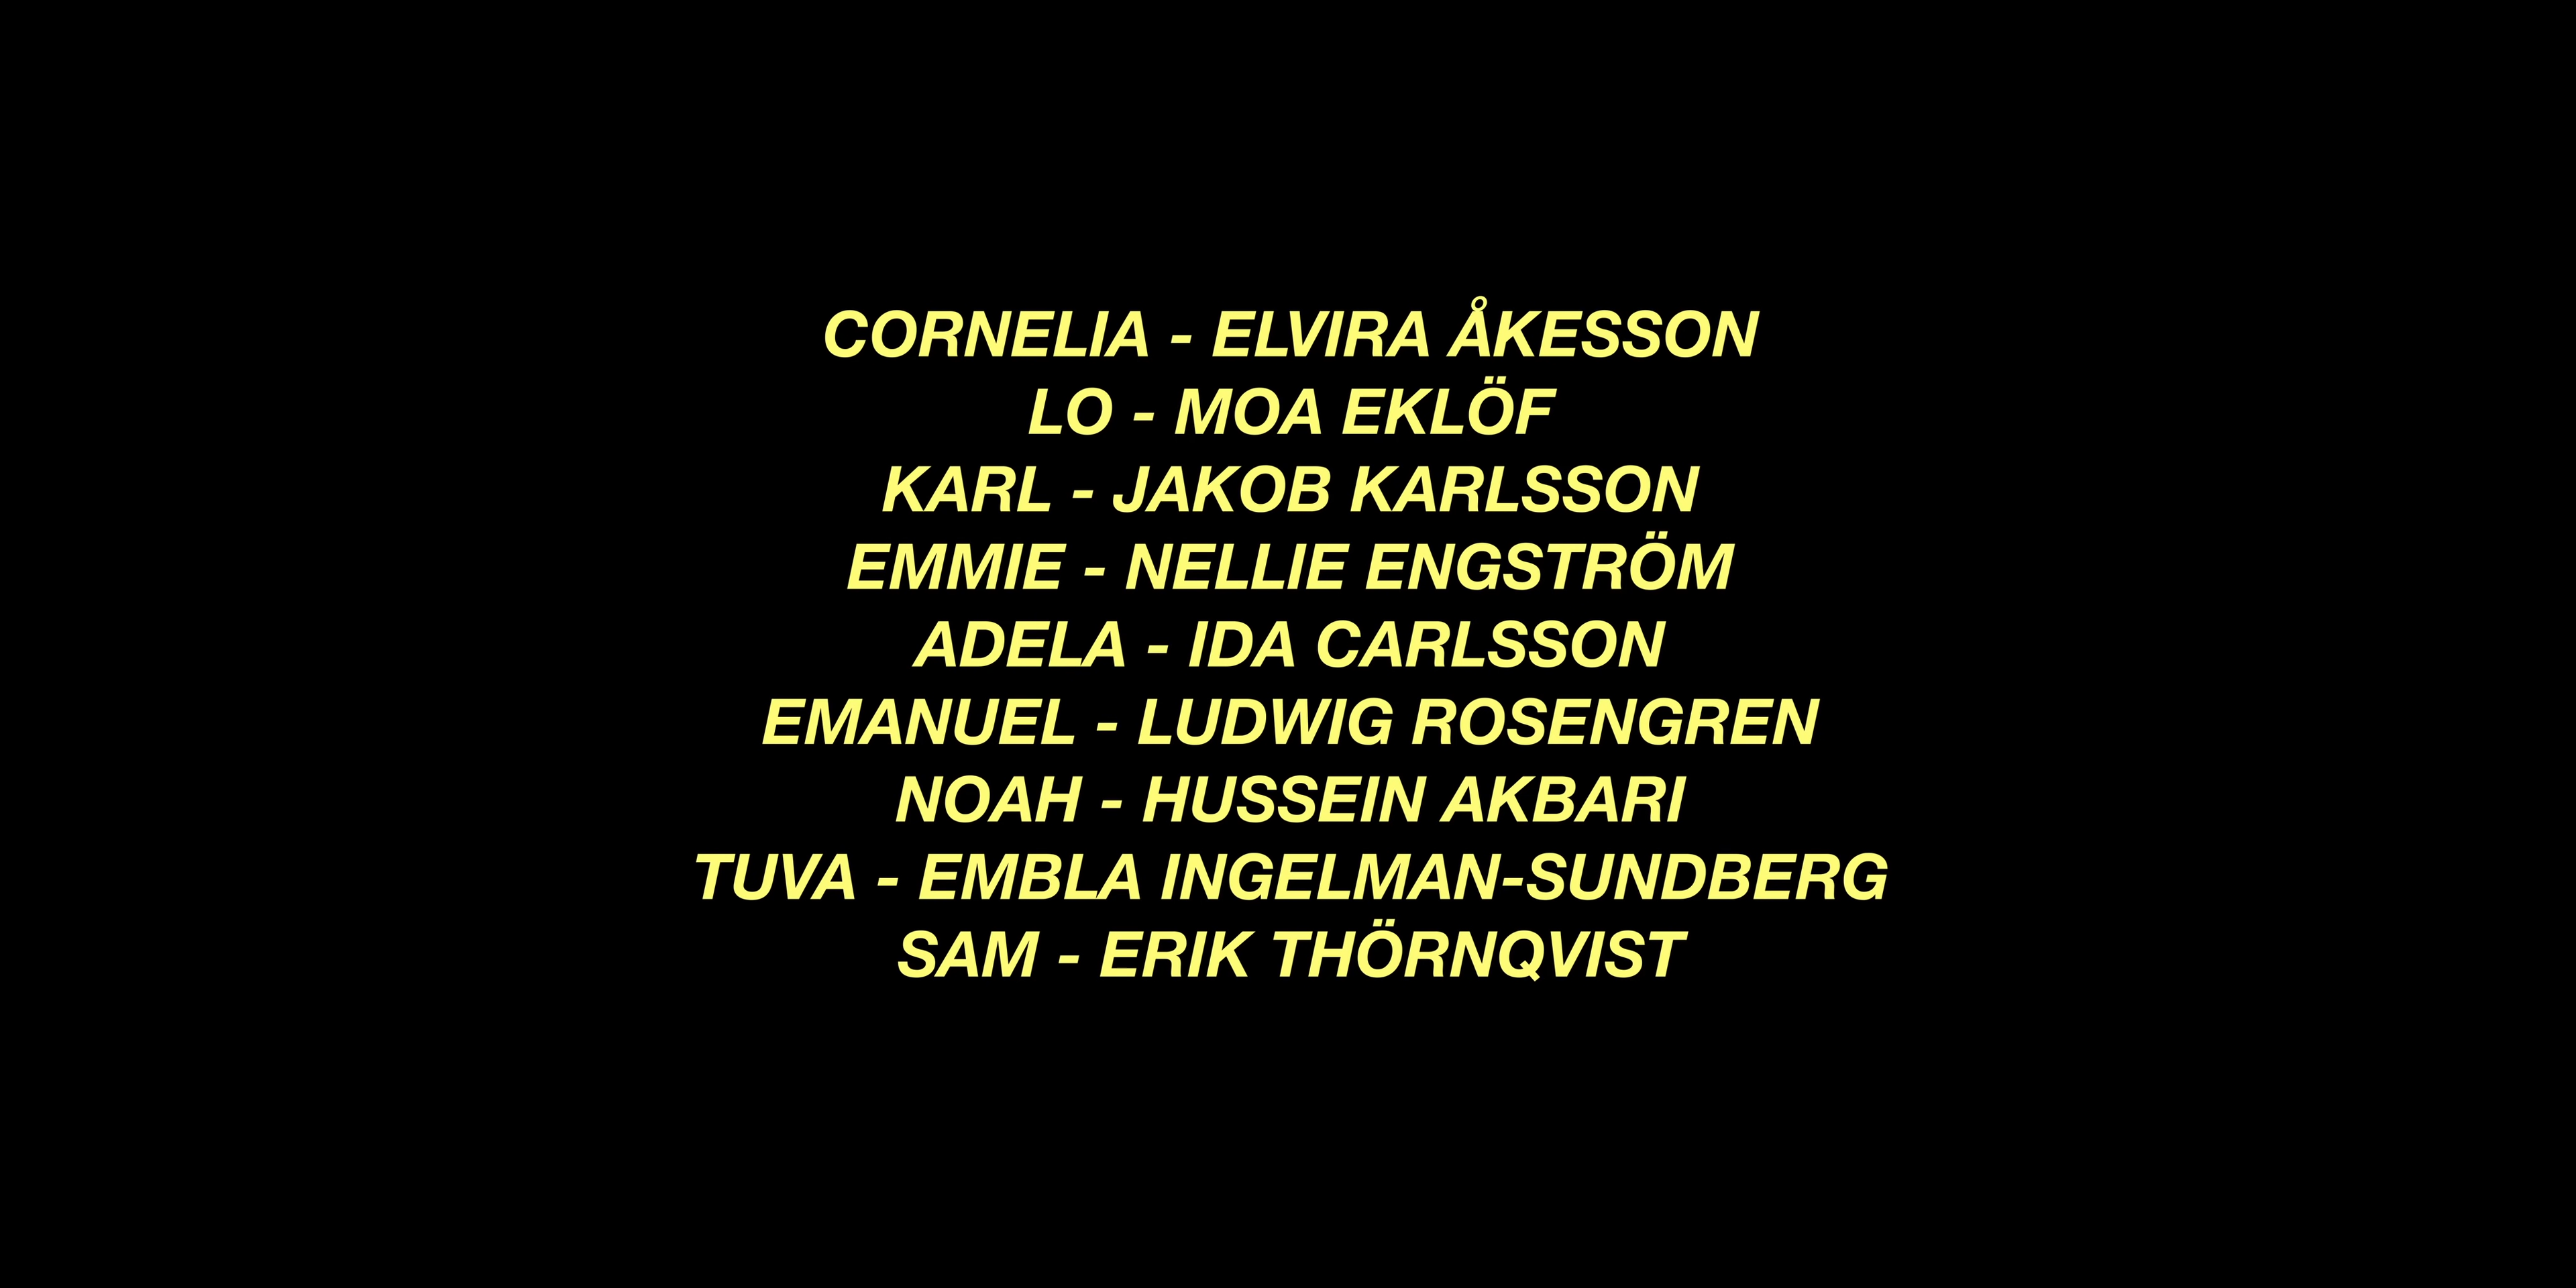 CORNELIA - ELVIRA ÅKESSON
LO - MOA EKLÖF
KARL - JAKOB KARLSSON
EMMIE - NELLIE ENGSTRÖM
ADELA - IDA CARLSSON
EMANUEL - LUDWIG ROSENGREN
NOAH - HUSSEIN AKBARI
TUVA - EMBLA INGELMAN-SUNDBERG
SAM - ERIK THÖRNQVIST